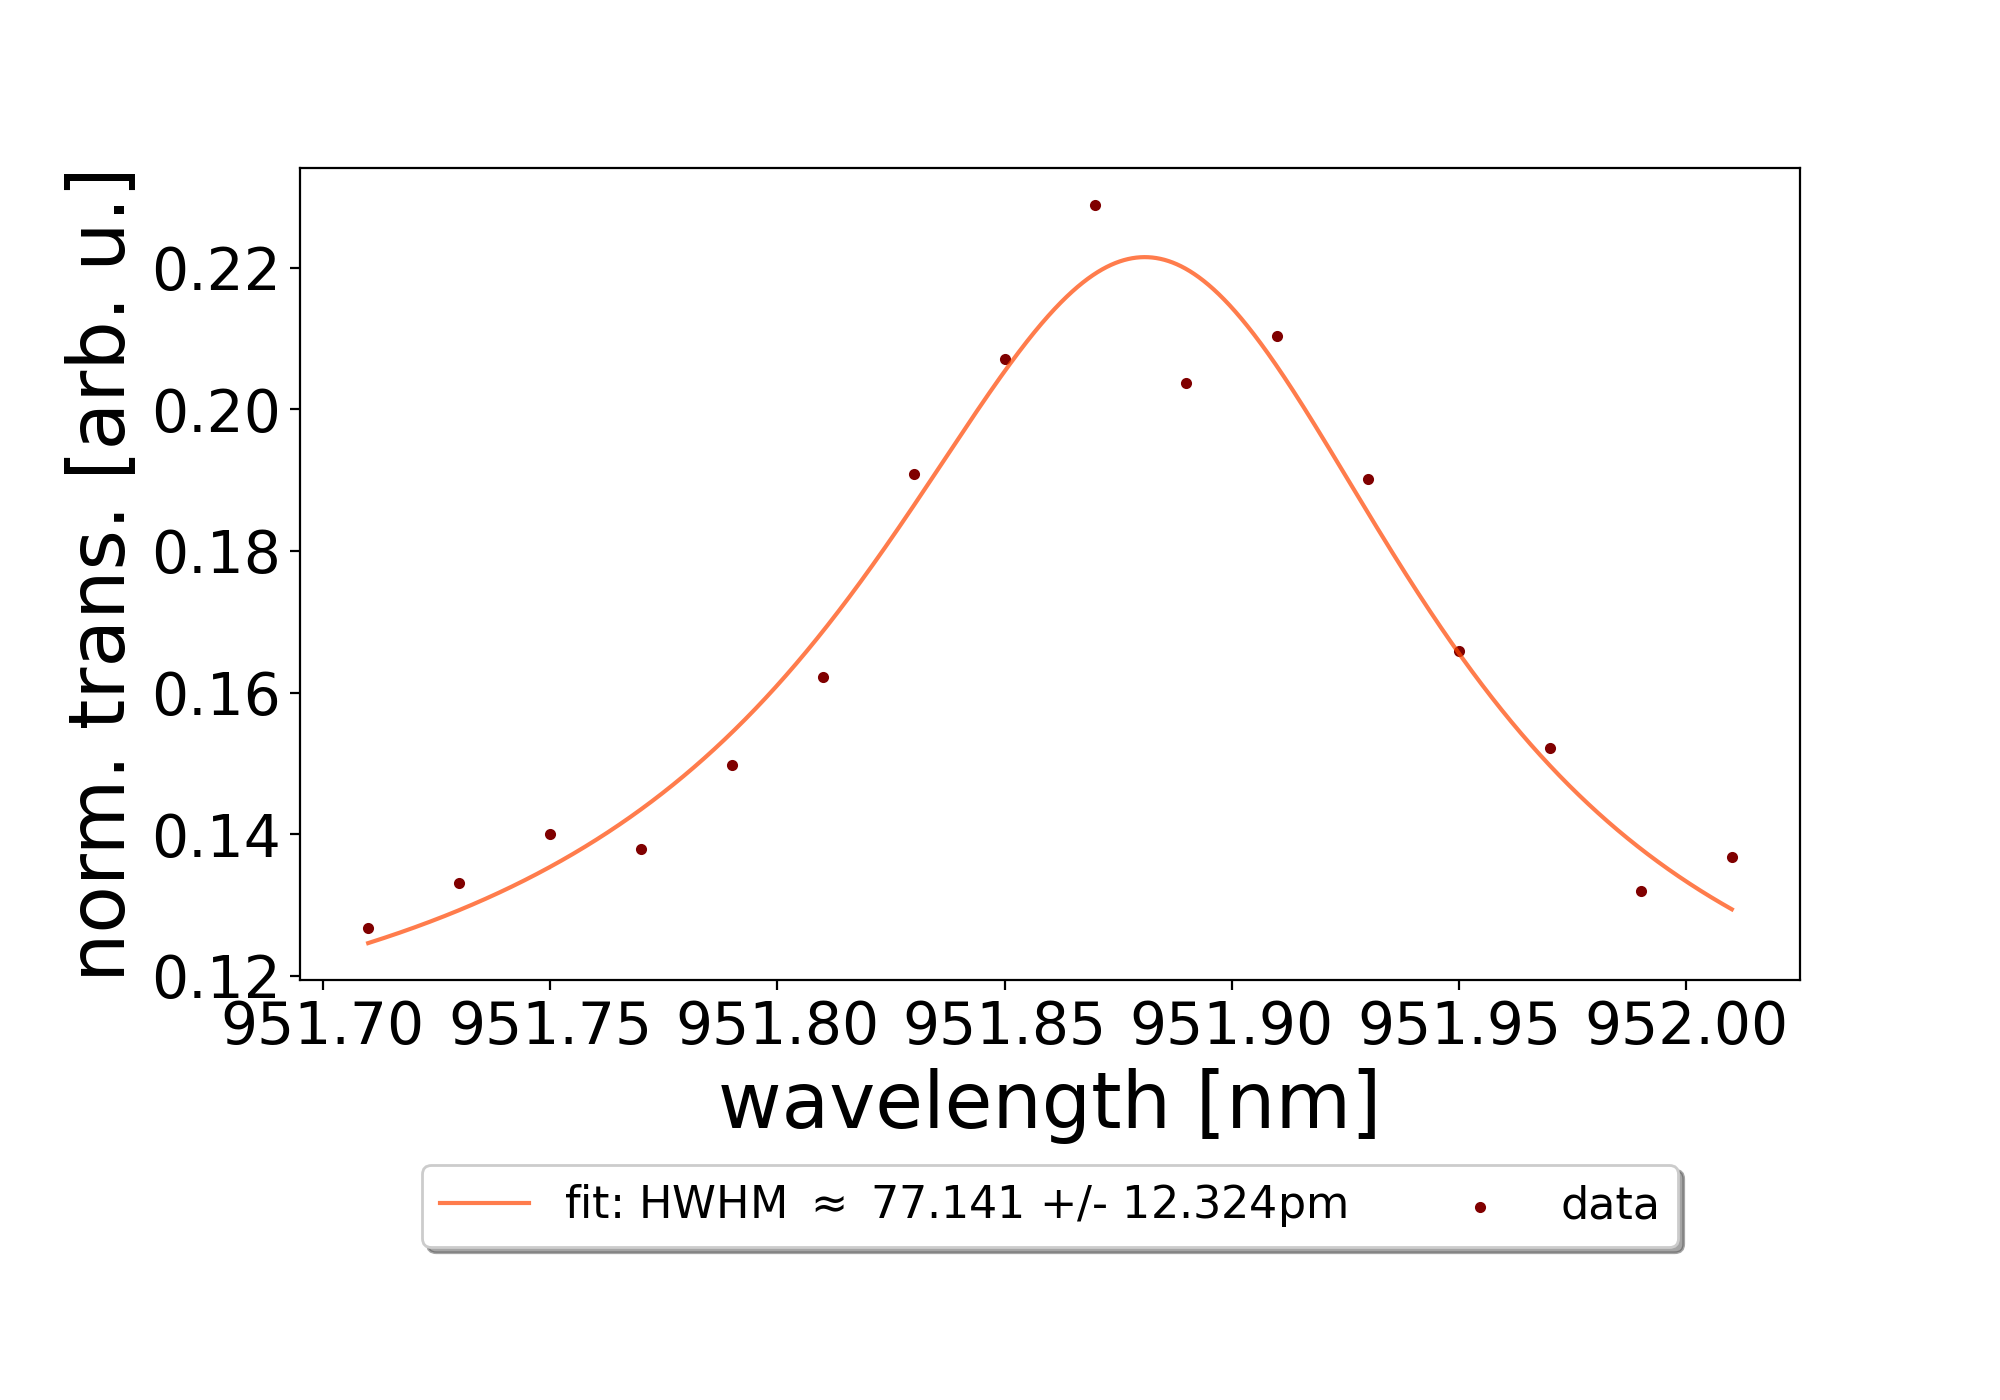 norm. trans. [arb. u.]
0.22
0.20
0.18
0.16
0.14
0.12
951.70 951.75 951.80 951.85 951.90 951.95 952.00
wavelength [nm]
fit: HWHM ≈ 77.141 +/- 12.324pm data